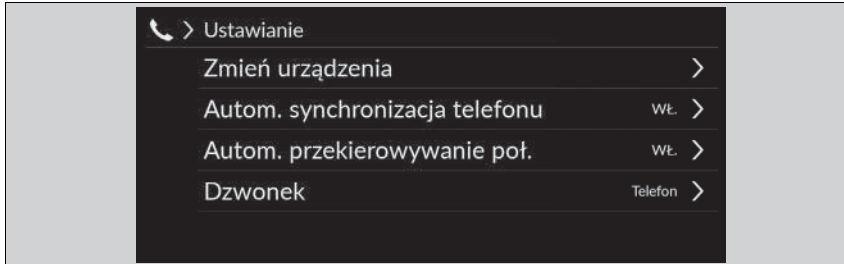 Ustawianie
Zmień urządzenia
Autom. synchronizacja telefonu WŁ.
Autom. przekierowywanie poł. WŁ.
Dzwonek Telefon